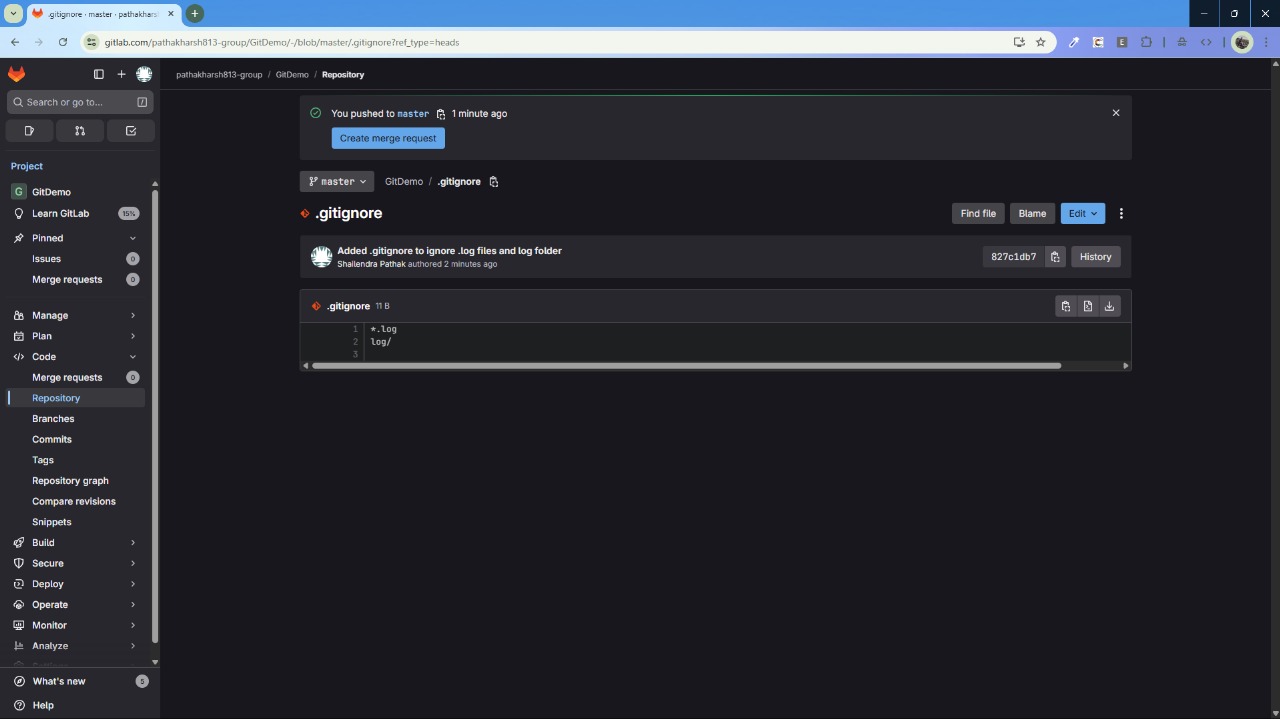 .gitignore · master · pathakharsh
gitlab.com/pathakharsh813-group/GitDemo/-/blob/master/.gitignore?ref_type=heads
pathakharsh813-group / GitDemo / Repository
Search or go to... /
You pushed to master 1 minute ago
Create merge request
Project
G GitDemo
Learn GitLab 15%
Pinned
Issues 0
Merge requests 0
Manage
Plan
Code
Merge requests 0
Repository
Branches
Commits
Tags
Repository graph
Compare revisions
Snippets
Build
Secure
Deploy
Operate
Monitor
Analyze
What's new 5
Help
master GitDemo / .gitignore
.gitignore
Find file Blame Edit
Added .gitignore to ignore .log files and log folder
Shailendra Pathak authored 2 minutes ago
827c1db7 History
.gitignore 11 B
1 *.log
2 log/
3